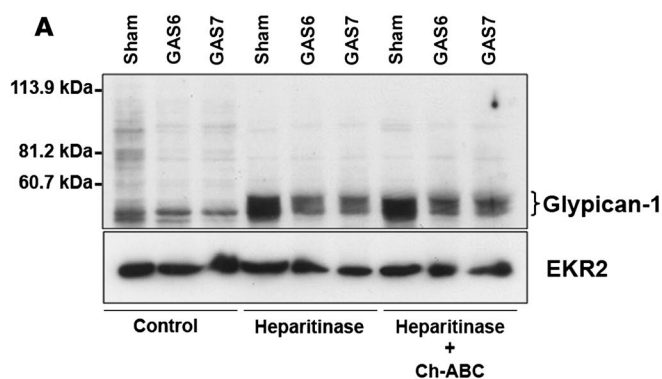 A
Sham GAS6 GAS7 Sham GAS6 GAS7 Sham GAS6 GAS7
113.9 kDa
81.2 kDa
60.7 kDa
Glypican-1
EKR2
Control Heparitinase Heparitinase
+
Ch-ABC